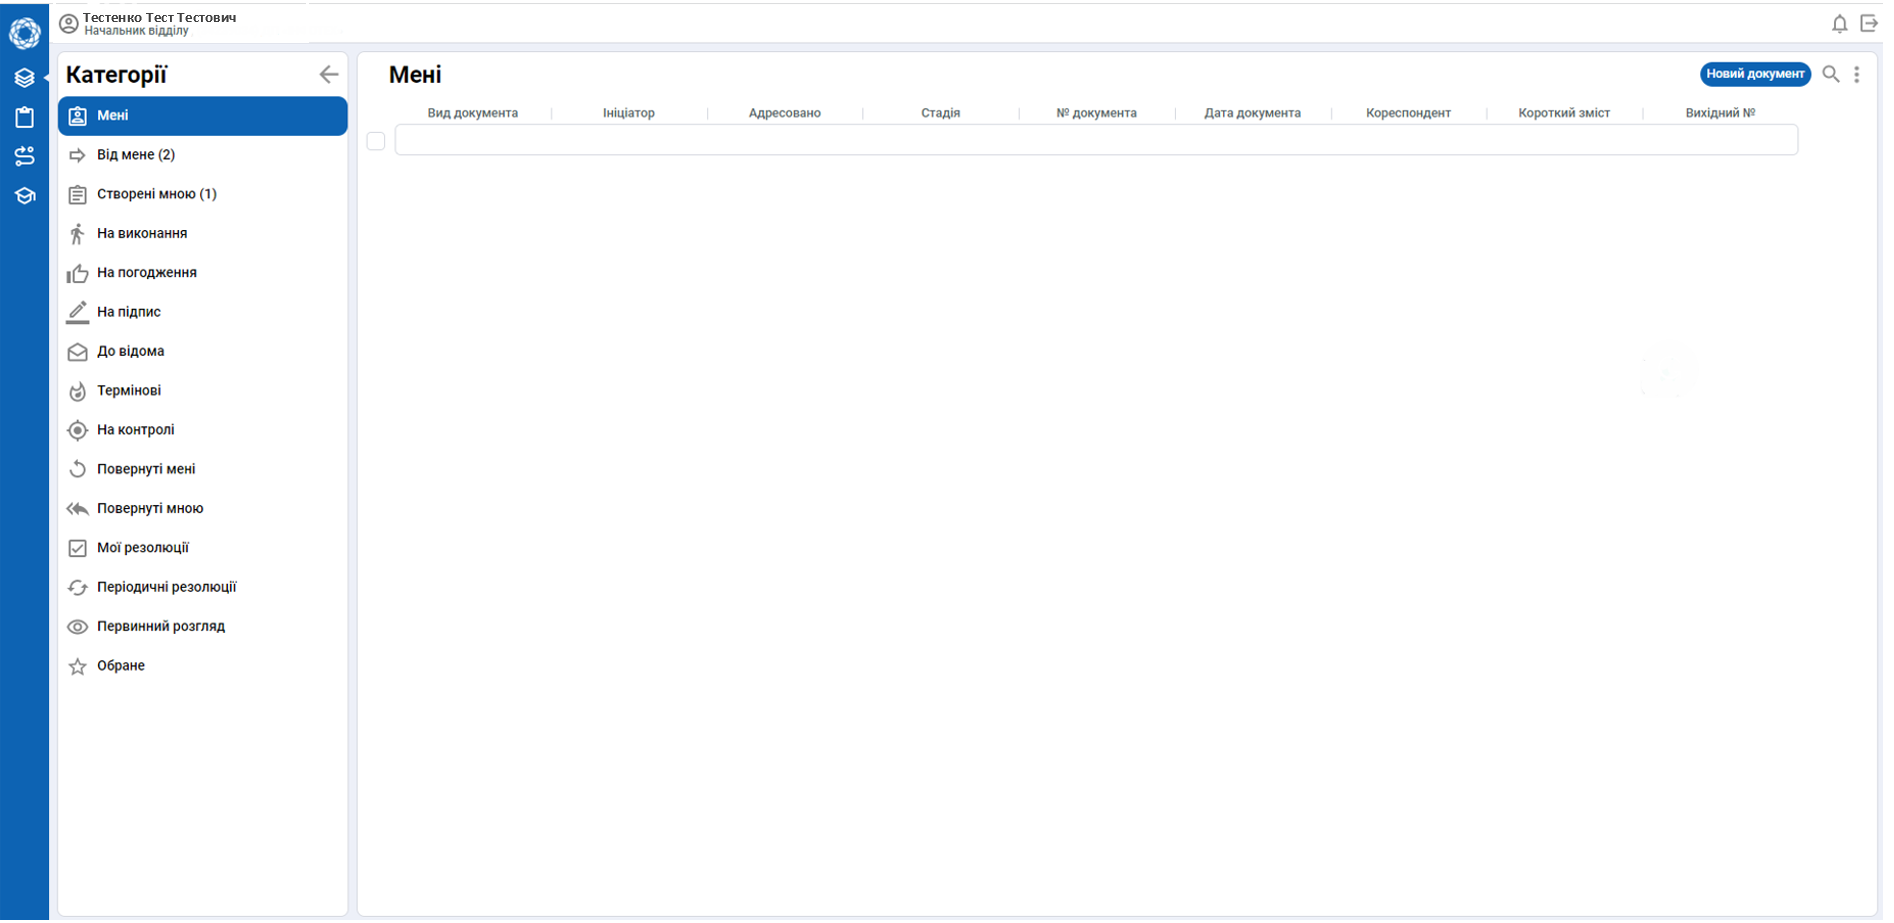 Тестенко Тест Тестович
Начальник відділу
Категорії
Мені
Від мене (2)
Створені мною (1)
На виконання
На погодження
На підпис
До відома
Термінові
На контролі
Повернуті мені
Повернуті мною
Мої резолюції
Періодичні резолюції
Первинний розгляд
Обране
Мені
Новий документ
Вид документа Ініціатор Адресовано Стадія № документа Дата документа Кореспондент Короткий зміст Вихідний №